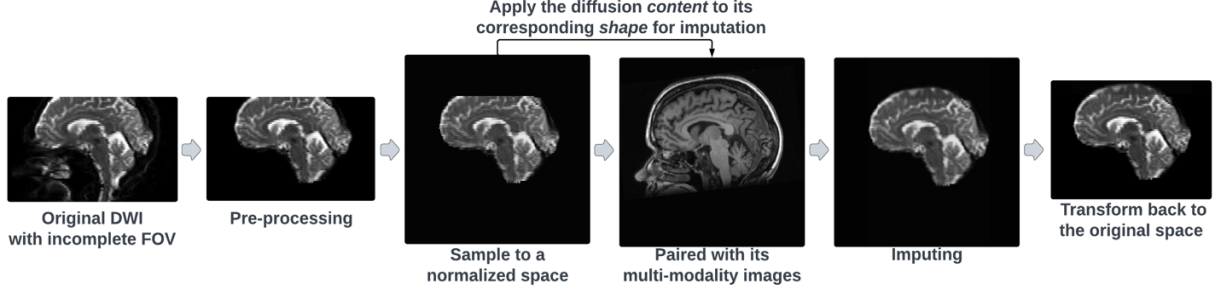 Apply the diffusion content to its
corresponding shape for imputation
Original DWI
with incomplete FOV
Pre-processing
Sample to a
normalized space
Paired with its
multi-modality images
Imputing
Transform back to
the original space